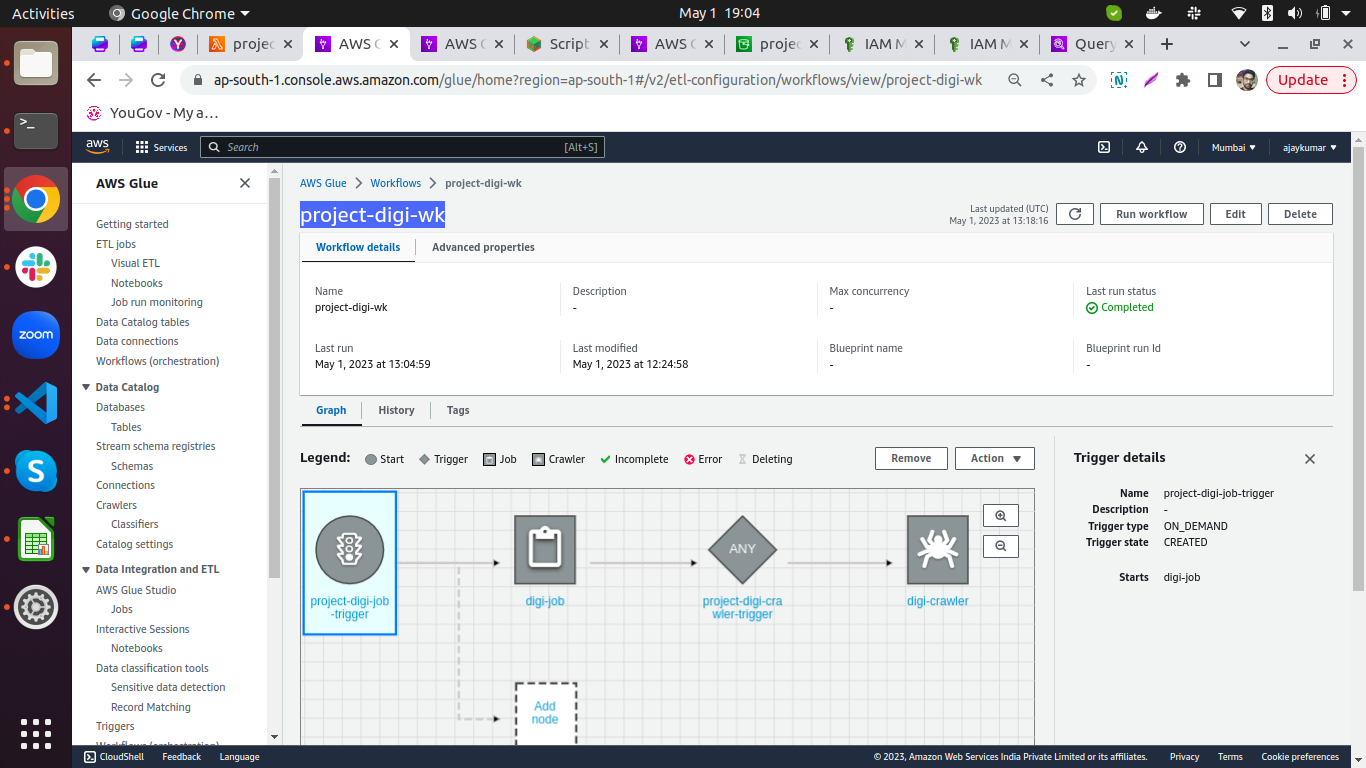 Activities
Google Chrome
May 1 19:04
projec
AWS G
AWS G
Script
AWS G
projec
IAM M
IAM M
Query
ap-south-1.console.aws.amazon.com/glue/home?region=ap-south-1#/v2/etl-configuration/workflows/view/project-digi-wk
Update
YouGov - My a…
aws
Services
Search
[Alt+S]
Mumbai
ajaykumar
AWS Glue
Getting started
ETL jobs
Visual ETL
Notebooks
Job run monitoring
Data Catalog tables
Data connections
Workflows (orchestration)
Data Catalog
Databases
Tables
Stream schema registries
Schemas
Connections
Crawlers
Classifiers
Catalog settings
Data Integration and ETL
AWS Glue Studio
Jobs
Interactive Sessions
Notebooks
Data classification tools
Sensitive data detection
Record Matching
Triggers
Workflows (orchestration)
AWS Glue
Workflows
project-digi-wk
project-digi-wk
Last updated (UTC)
May 1, 2023 at 13:18:16
Run workflow
Edit
Delete
Workflow details
Advanced properties
Name
project-digi-wk
Description
-
Max concurrency
-
Last run status
Completed
Last run
May 1, 2023 at 13:04:59
Last modified
May 1, 2023 at 12:24:58
Blueprint name
-
Blueprint run Id
-
Graph
History
Tags
Legend:
Start
Trigger
Job
Crawler
Incomplete
Error
Deleting
Remove
Action
project-digi-job
-trigger
digi-job
ANY
project-digi-cra
wler-trigger
digi-crawler
Add
node
Trigger details
Name project-digi-job-trigger
Description -
Trigger type ON_DEMAND
Trigger state CREATED
Starts digi-job
zoom
CloudShell
Feedback
Language
© 2023, Amazon Web Services India Private Limited or its affiliates.
Privacy
Terms
Cookie preferences